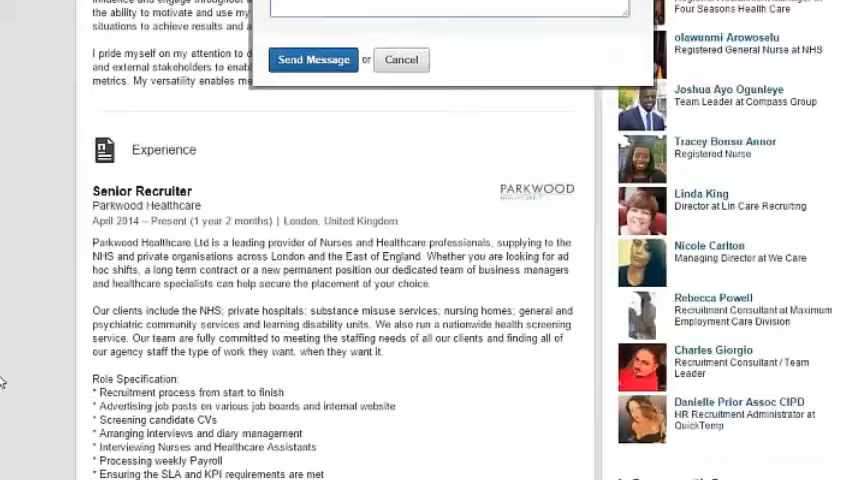 the ability to motivate and use my
situations to achieve results and a
I pride myself on my attention to d
and external stakeholders to enabl
metrics. My versatility enables me
Send Message or Cancel
Experience
Senior Recruiter
Parkwood Healthcare
April 2014 – Present (1 year 2 months) | London, United Kingdom
PARKWOOD
Parkwood Healthcare Ltd is a leading provider of Nurses and Healthcare professionals, supplying to the
NHS and private organisations across London and the East of England. Whether you are looking for ad
hoc shifts, a long term contract or a new permanent position our dedicated team of business managers
and healthcare specialists can help secure the placement of your choice.
Our clients include the NHS; private hospitals; substance misuse services; nursing homes; general and
psychiatric community services and learning disability units. We also run a nationwide health screening
service. Our team are fully committed to meeting the staffing needs of all our clients and finding all of
our agency staff the type of work they want, when they want it.
Role Specification:
* Recruitment process from start to finish
* Advertising job posts on various job boards and internal website
* Screening candidate CVs
* Arranging interviews and diary management
* Interviewing Nurses and Healthcare Assistants
* Processing weekly Payroll
* Ensuring the SLA and KPI requirements are met
Four Seasons Health Care
olawunmi Arowoselu
Registered General Nurse at NHS
Joshua Ayo Ogunleye
Team Leader at Compass Group
Tracey Bonsu Annor
Registered Nurse
Linda King
Director at Lin Care Recruiting
Nicole Carlton
Managing Director at We Care
Rebecca Powell
Recruitment Consultant at Maximum
Employment Care Division
Charles Giorgio
Recruitment Consultant / Team
Leader
Danielle Prior Assoc CIPD
HR Recruitment Administrator at
QuickTemp